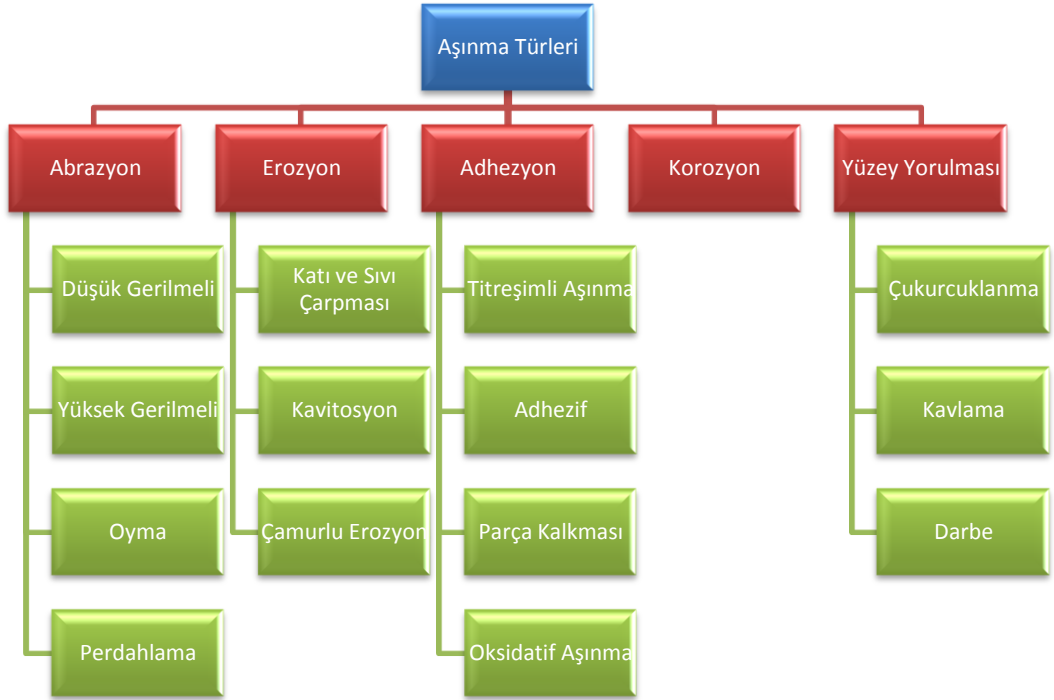 Aşınma Türleri
Abrazyon
Erozyon
Adhezyon
Korozyon
Yüzey Yorulması
Düşük Gerilmeli
Yüksek Gerilmeli
Oyma
Perdahlama
Katı ve Sıvı
Çarpması
Kavitosyon
Çamurlu Erozyon
Titreşimli Aşınma
Adhezif
Parça Kalkması
Oksidatif Aşınma
Çukurcuklanma
Kavlama
Darbe